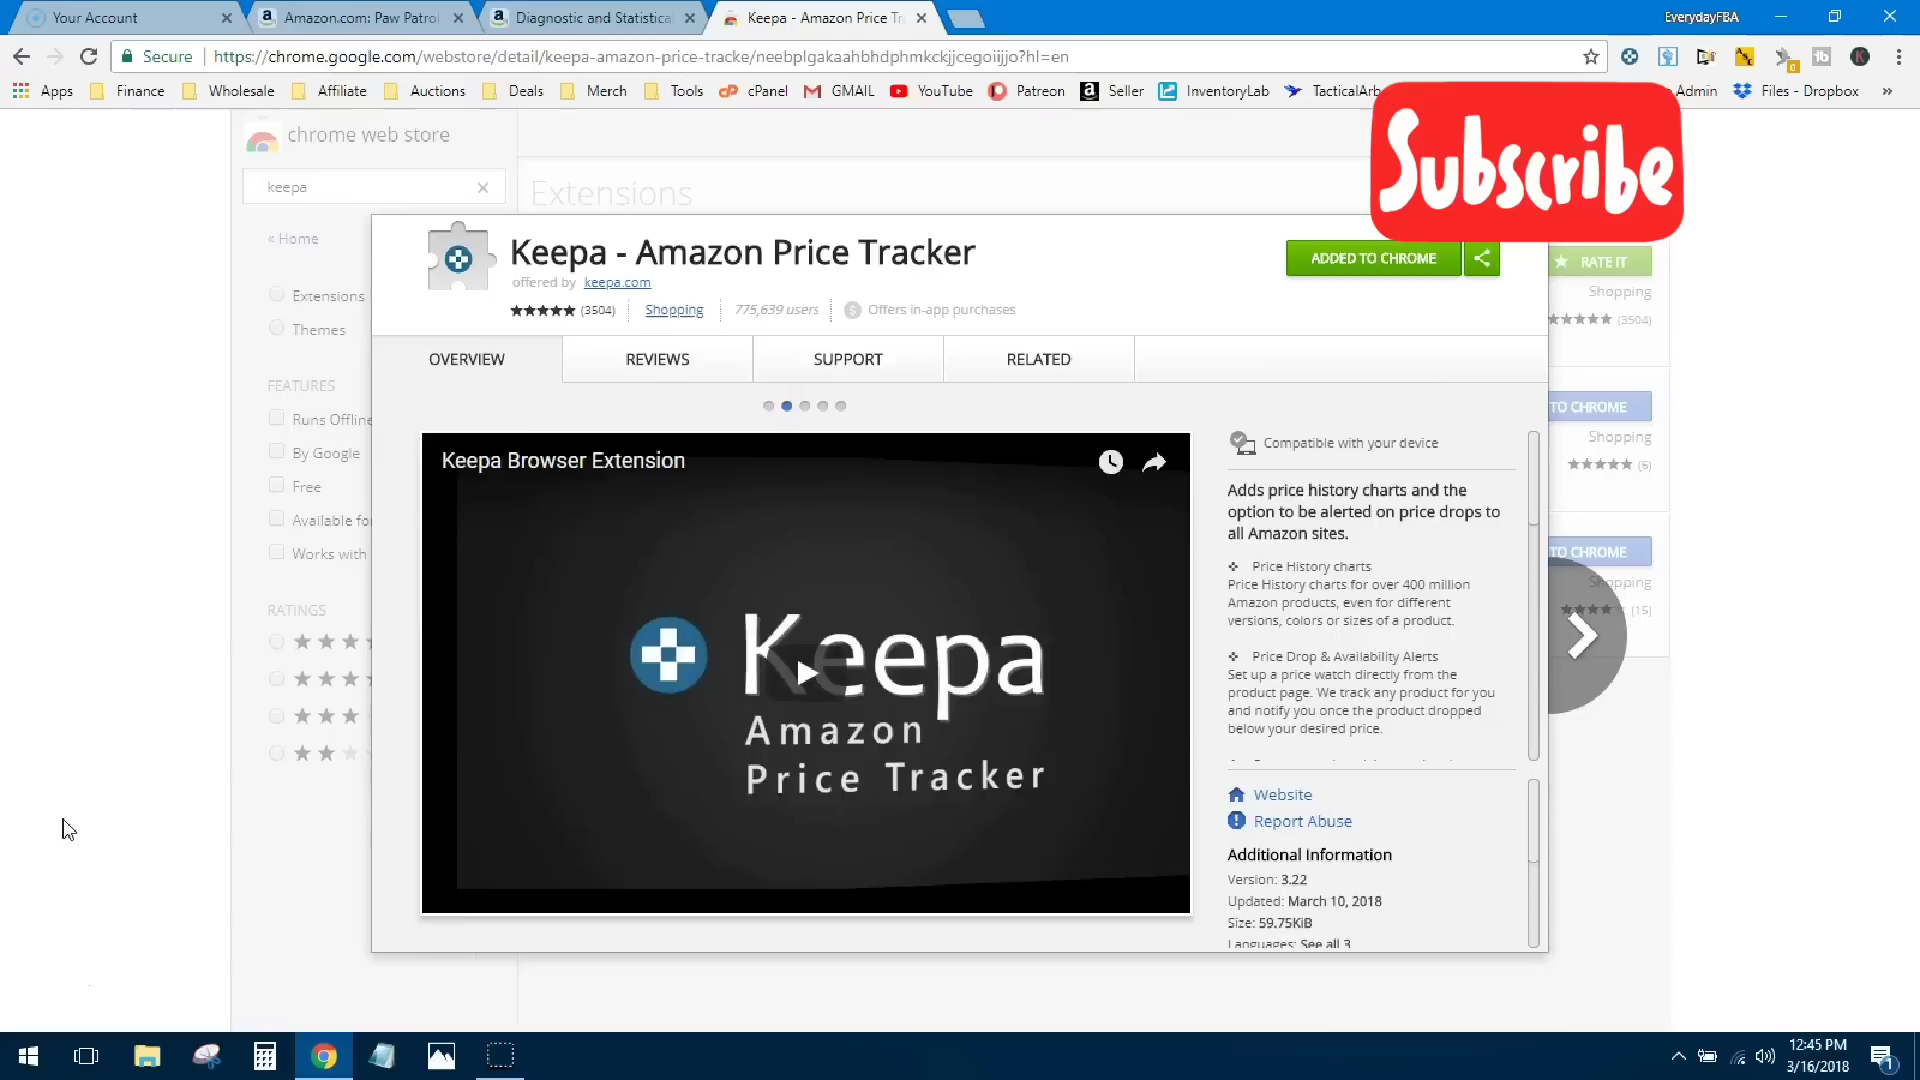 Your Account
Amazon.com: Paw Patrol
Diagnostic and Statistical
Keepa - Amazon Price Tra
EverydayFBA
Secure
https://chrome.google.com/webstore/detail/keepa-amazon-price-tracke/neebplgakaahbhdphmkckjjcegoiijjo?hl=en
Apps
Finance
Wholesale
Affiliate
Auctions
Deals
Merch
Tools
cPanel
GMAIL
YouTube
Patreon
Seller
InventoryLab
TacticalArb
Admin
Files - Dropbox
Subscribe
chrome web store
keepa
Extensions
« Home
Extensions
Themes
FEATURES
Runs Offline
By Google
Free
Available fo
Works with
RATINGS
Keepa - Amazon Price Tracker
offered by keepa.com
(3504)
Shopping
775,639 users
Offers in-app purchases
ADDED TO CHROME
RATE IT
Shopping
(3504)
OVERVIEW
REVIEWS
SUPPORT
RELATED
TO CHROME
Shopping
(6)
TO CHROME
Shopping
(15)
Keepa Browser Extension
Keepa
Amazon
Price Tracker
Compatible with your device
Adds price history charts and the
option to be alerted on price drops to
all Amazon sites.
Price History charts
Price History charts for over 400 million
Amazon products, even for different
versions, colors or sizes of a product.
Price Drop & Availability Alerts
Set up a price watch directly from the
product page. We track any product for you
and notify you once the product dropped
below your desired price.
Website
Report Abuse
Additional Information
Version: 3.22
Updated: March 10, 2018
Size: 59.75KiB
Languages: See all 3
12:45 PM
3/16/2018
1